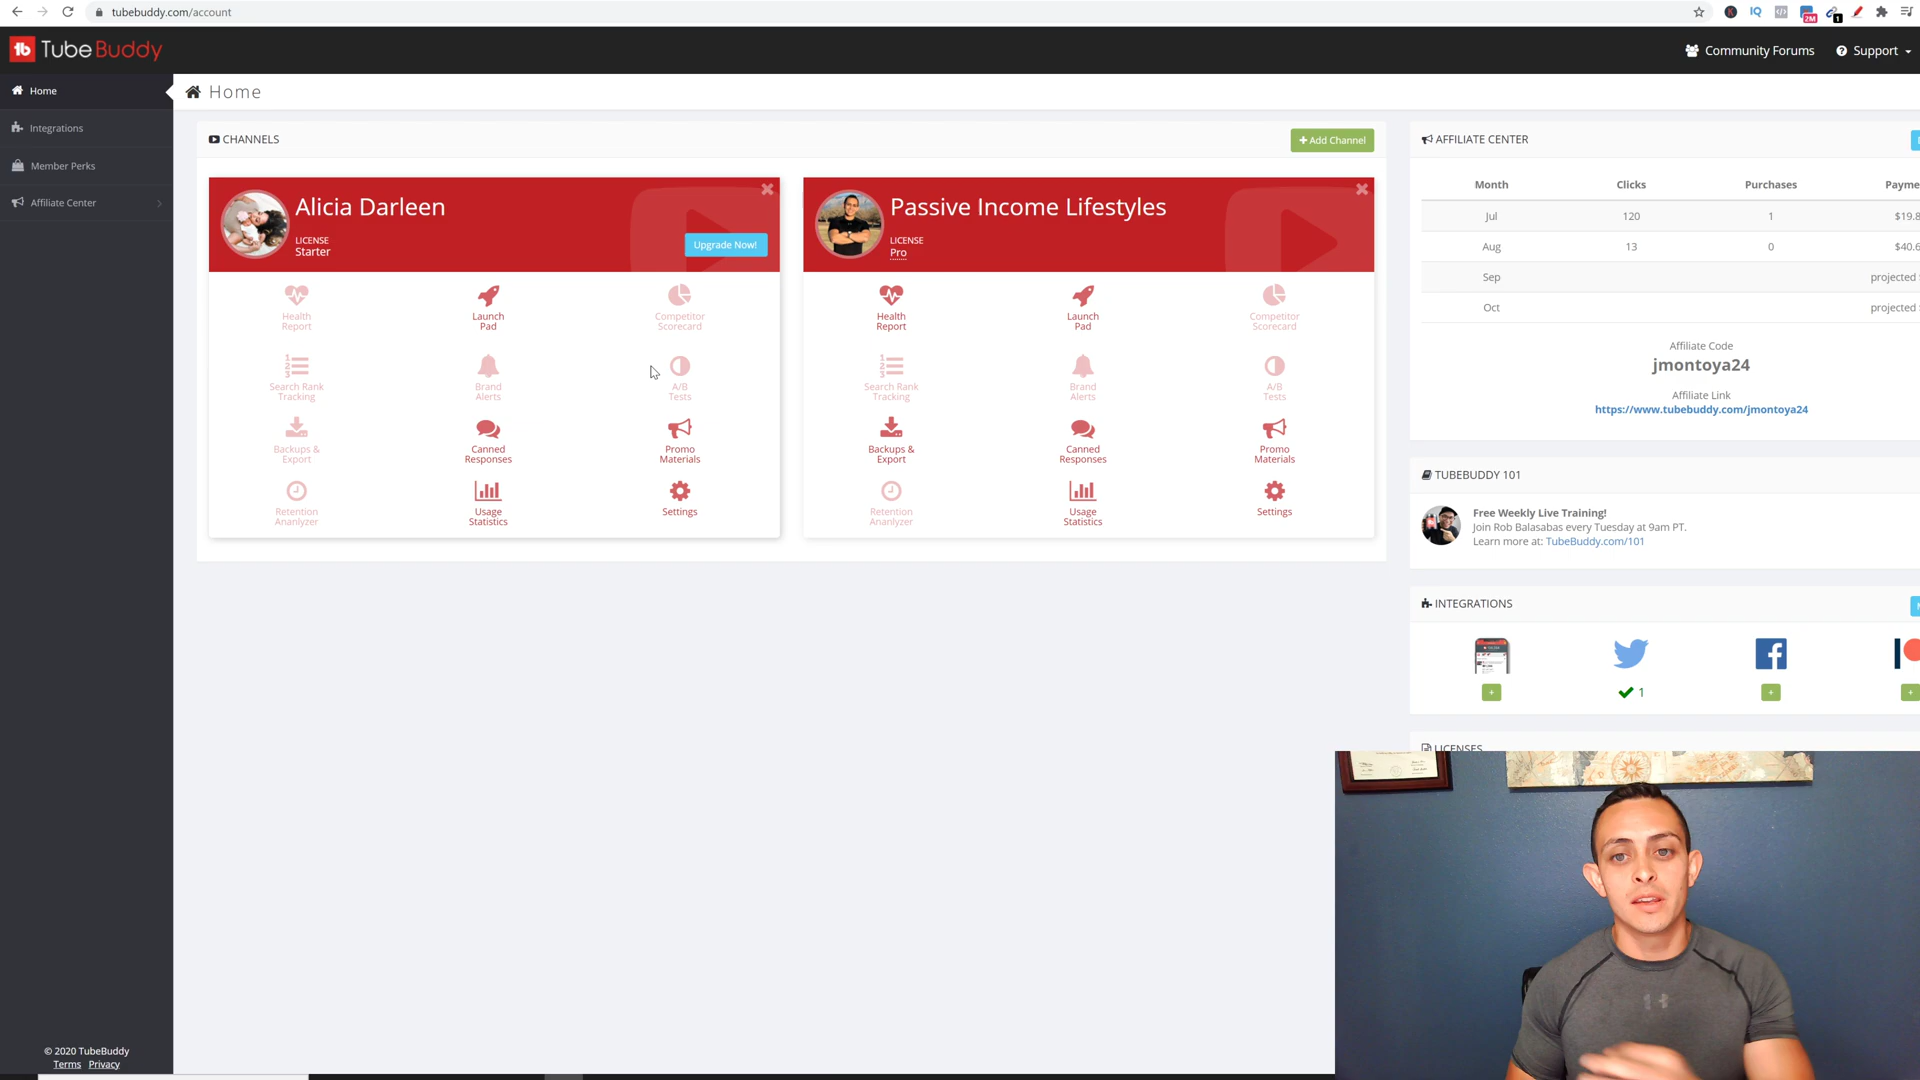 tubebuddy.com/account
IQ
2M
1
TubeBuddy
Community Forums
Support
Home
Integrations
Member Perks
Affiliate Center
Home
CHANNELS
Add Channel
Alicia Darleen
LICENSE
Starter
Upgrade Now!
Health
Report
Launch
Pad
Competitor
Scorecard
Search Rank
Tracking
Brand
Alerts
A/B
Tests
Backups &
Export
Canned
Responses
Promo
Materials
Retention
Ananlyzer
Usage
Statistics
Settings
Passive Income Lifestyles
LICENSE
Pro
Health
Report
Launch
Pad
Competitor
Scorecard
Search Rank
Tracking
Brand
Alerts
A/B
Tests
Backups &
Export
Canned
Responses
Promo
Materials
Retention
Ananlyzer
Usage
Statistics
Settings
AFFILIATE CENTER
Month Clicks Purchases Payme
Jul 120 1 $19.8
Aug 13 0 $40.6
Sep projected
Oct projected
Affiliate Code
jmontoya24
Affiliate Link
https://www.tubebuddy.com/jmontoya24
TUBEBUDDY 101
Free Weekly Live Training!
Join Rob Balasabas every Tuesday at 9am PT.
Learn more at: TubeBuddy.com/101
INTEGRATIONS
1
LICENSES
© 2020 TubeBuddy
Terms Privacy